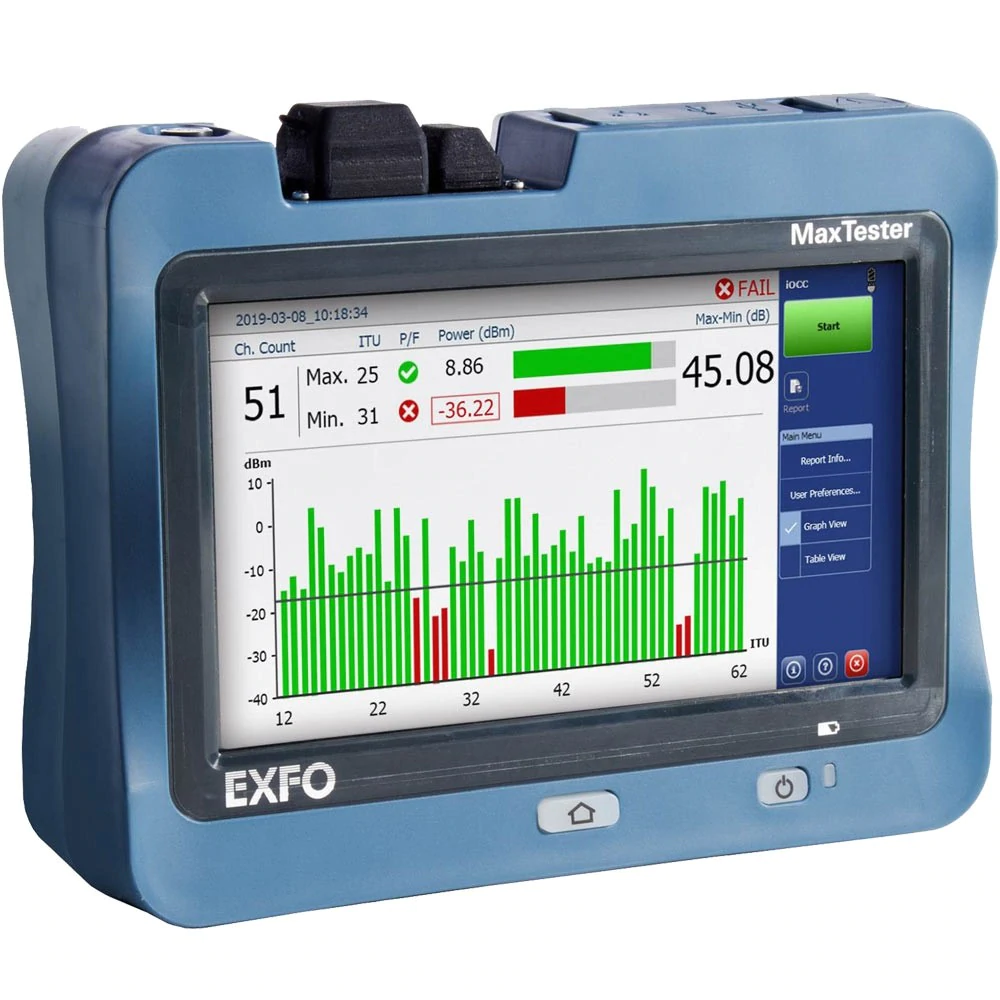 MaxTester
2019-03-08_10:18:34
FAIL
iOCC
Ch. Count
ITU
P/F
Power (dBm)
Max-Min (dB)
51
Max. 25
8.86
45.08
Min. 31
-36.22
Start
Report
Main Menu
Report Info...
User Preferences...
Graph View
Table View
dBm
10
0
-10
-20
-30
-40
12
22
32
42
52
62
ITU
EXFO